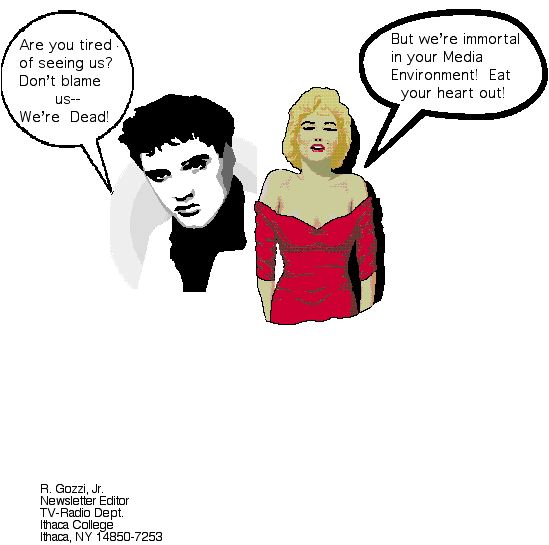 Are you tired
of seeing us?
Don't blame
us--
We're Dead!
But we're immortal
in your Media
Environment! Eat
your heart out!
R. Gozzi, Jr.
Newsletter Editor
TV-Radio Dept.
Ithaca College
Ithaca, NY 14850-7253